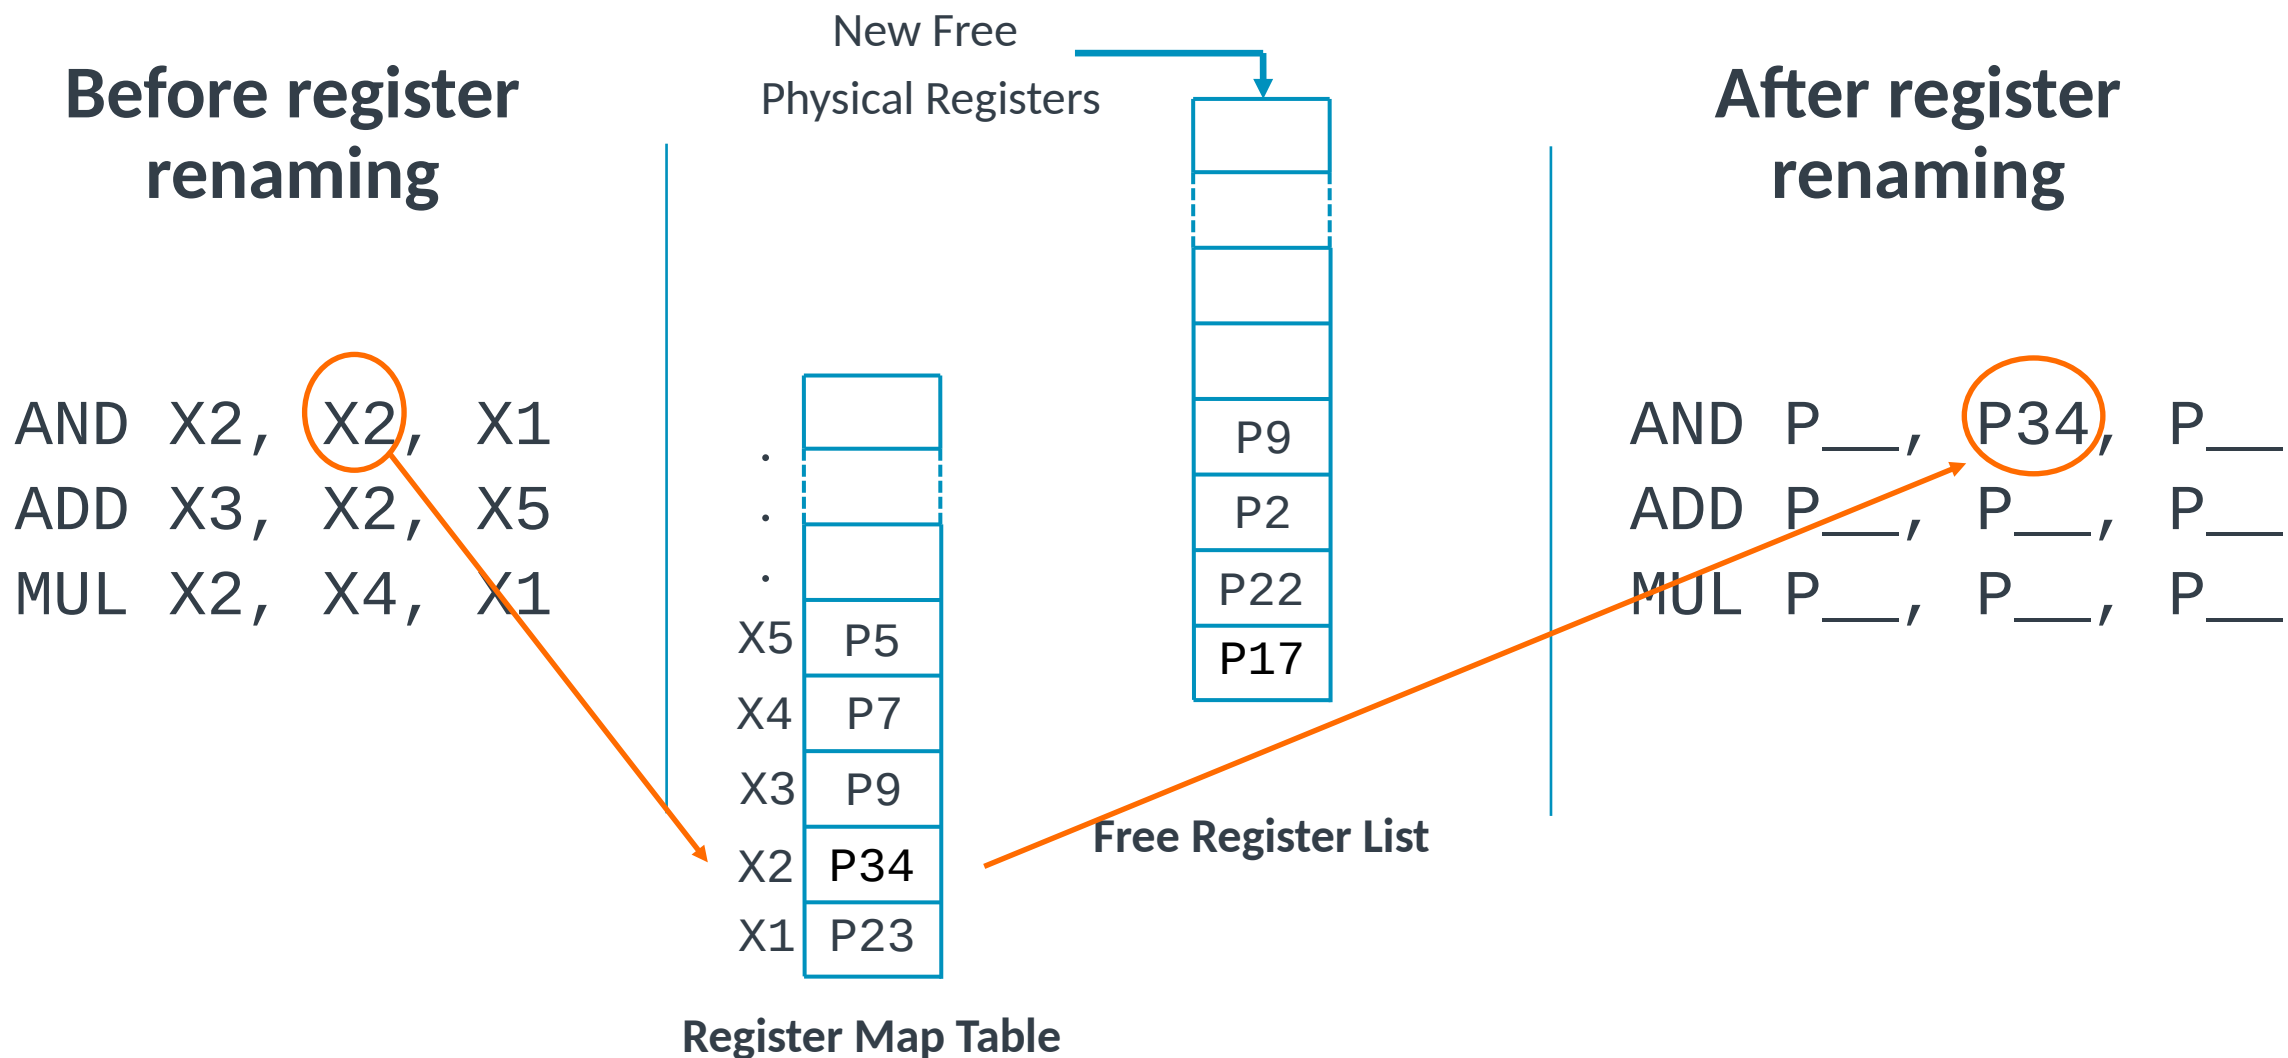 Before register
renaming
AND X2, X2, X1
ADD X3, X2, X5
MUL X2, X4, X1
New Free
Physical Registers
.
.
.
X5 P5
X4 P7
X3 P9
X2 P34
X1 P23
Register Map Table
P9
P2
P22
P17
Free Register List
After register
renaming
AND P__, P34, P__
ADD P__, P__, P__
MUL P__, P__, P__